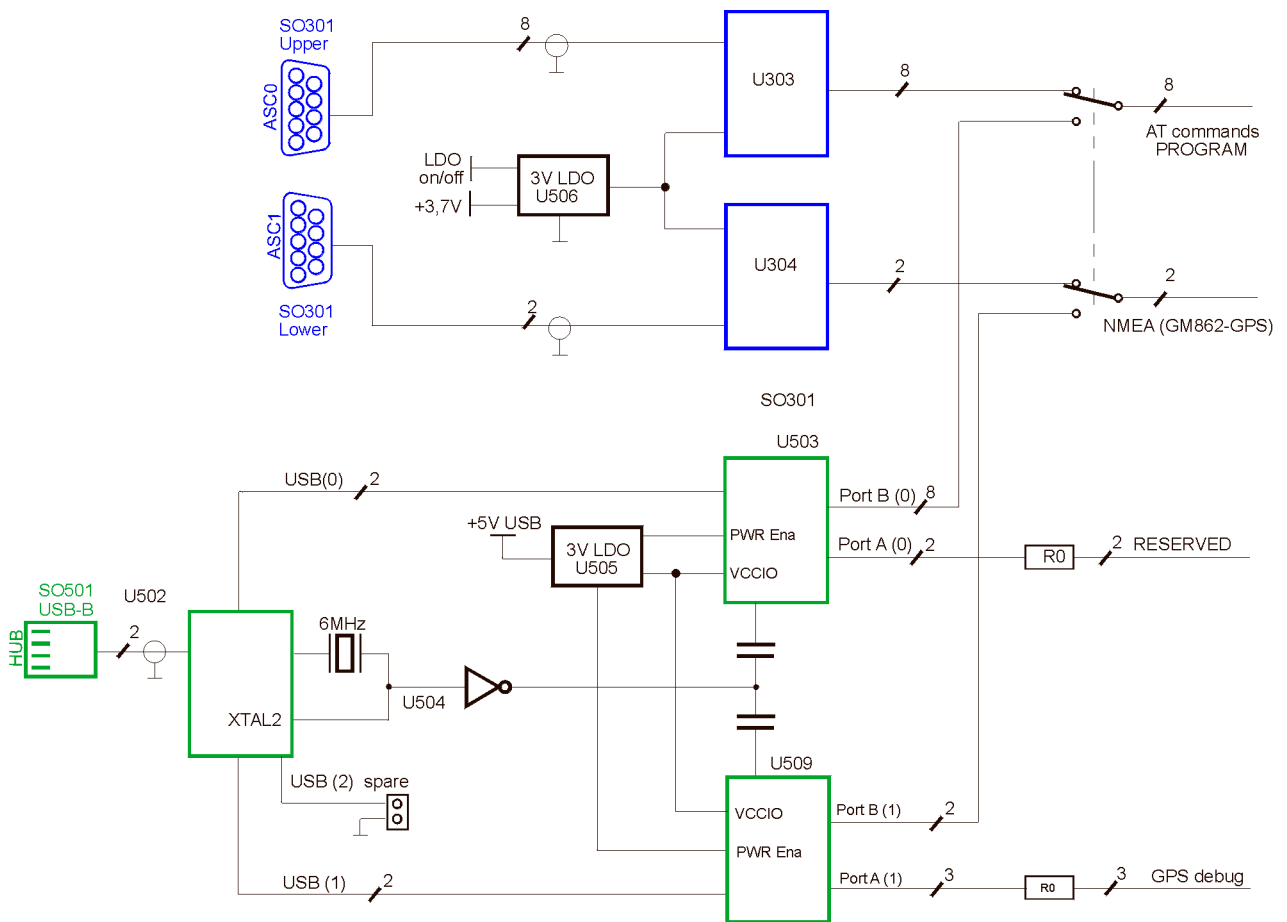 SO301
Upper
ASC0
8
U303
8
8
AT commands
PROGRAM
LDO
on/off
+3,7V
3V LDO
U506
ASC1
SO301
Lower
2
U304
2
2
NMEA (GM862-GPS)
SO301
U503
USB(0)
2
Port B (0)
8
+5V USB
3V LDO
U505
PWR Ena
VCCIO
Port A (0)
2
R0
2
RESERVED
SO501
USB-B
HUB
2
U502
6MHz
XTAL2
U504
USB (2) spare
U509
VCCIO
PWR Ena
Port B (1)
2
USB (1)
2
Port A (1)
3
R0
3
GPS debug